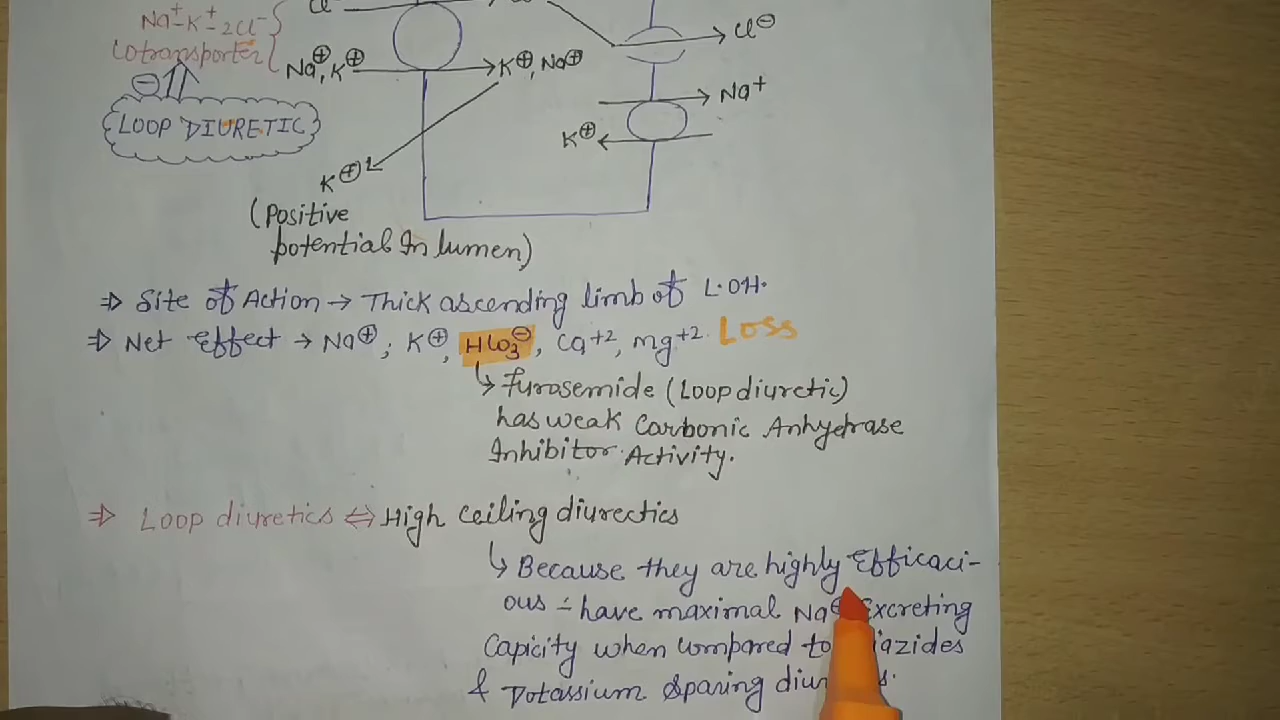 Na⁺-K⁺-2Cl⁻
Cotransporter
Na⊕, K⊕
K⊕, Na⊕
Cl⊖
Na⁺
K⊕
⊖
LOOP DIURETIC
K⊕
(Positive
potential In lumen)
⇒ Site of Action → Thick ascending limb of L.OH.
⇒ Net Effect → Na⊕, K⊕, HCO₃⊖, Ca⁺², Mg⁺². LOSS
↳ Furosemide (Loop diuretic)
has weak Carbonic Anhydrase
Inhibitor Activity.
⇒ Loop diuretics ⇔ High Ceiling diurectics
↳ Because they are highly Efficaci-
ous ÷ have maximal Na⊕ Excreting
Capicity when compared to
& Potassium Sparing